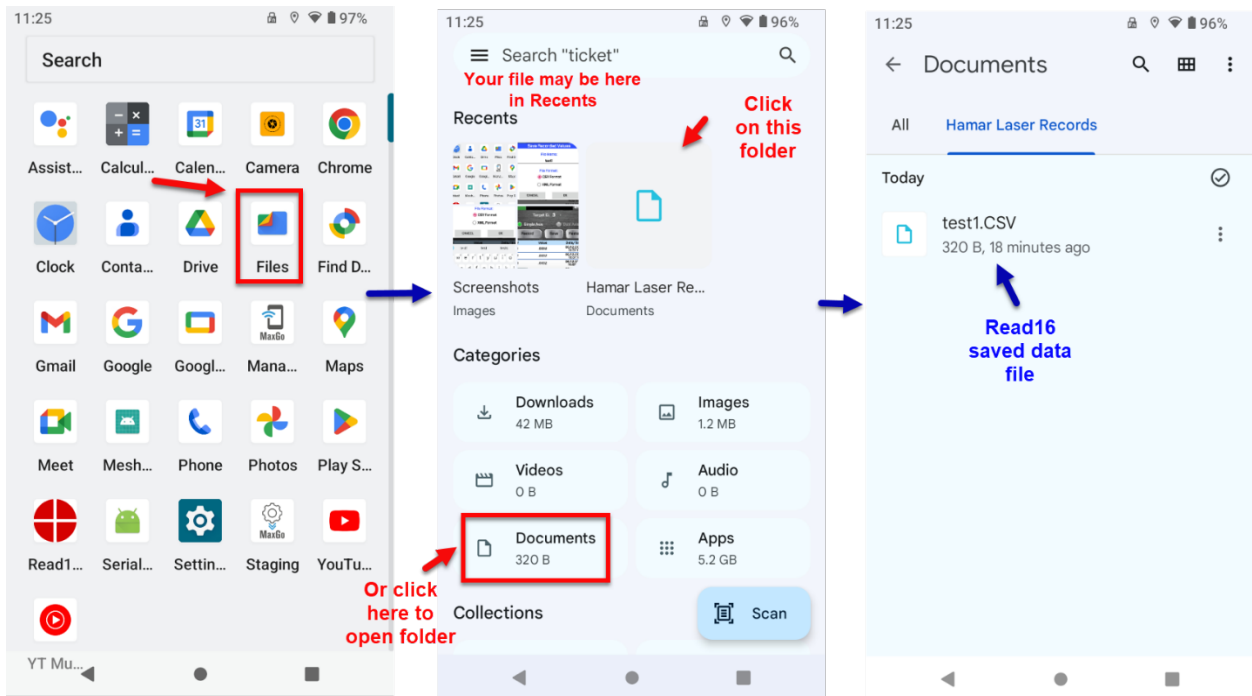 11:25
97%
Search
31
Assist...
Calcul...
Calen...
Camera
Chrome
Clock
Conta...
Drive
Files
Find D...
MaxGo
Gmail
Google
Googl...
Mana...
Maps
Meet
Mesh...
Phone
Photos
Play S...
MaxGo
Read1...
Serial...
Settin...
Staging
YouTu...
YT Mu...
11:25
96%
Search "ticket"
Your file may be here
in Recents
Recents
Click
on this
folder
Screenshots
Images
Hamar Laser Re...
Documents
Categories
Downloads
42 MB
Images
1.2 MB
Videos
0 B
Audio
0 B
Documents
320 B
Apps
5.2 GB
Or click
here to
open folder
Collections
Scan
11:25
96%
Documents
All
Hamar Laser Records
Today
test1.CSV
320 B, 18 minutes ago
Read16
saved data
file